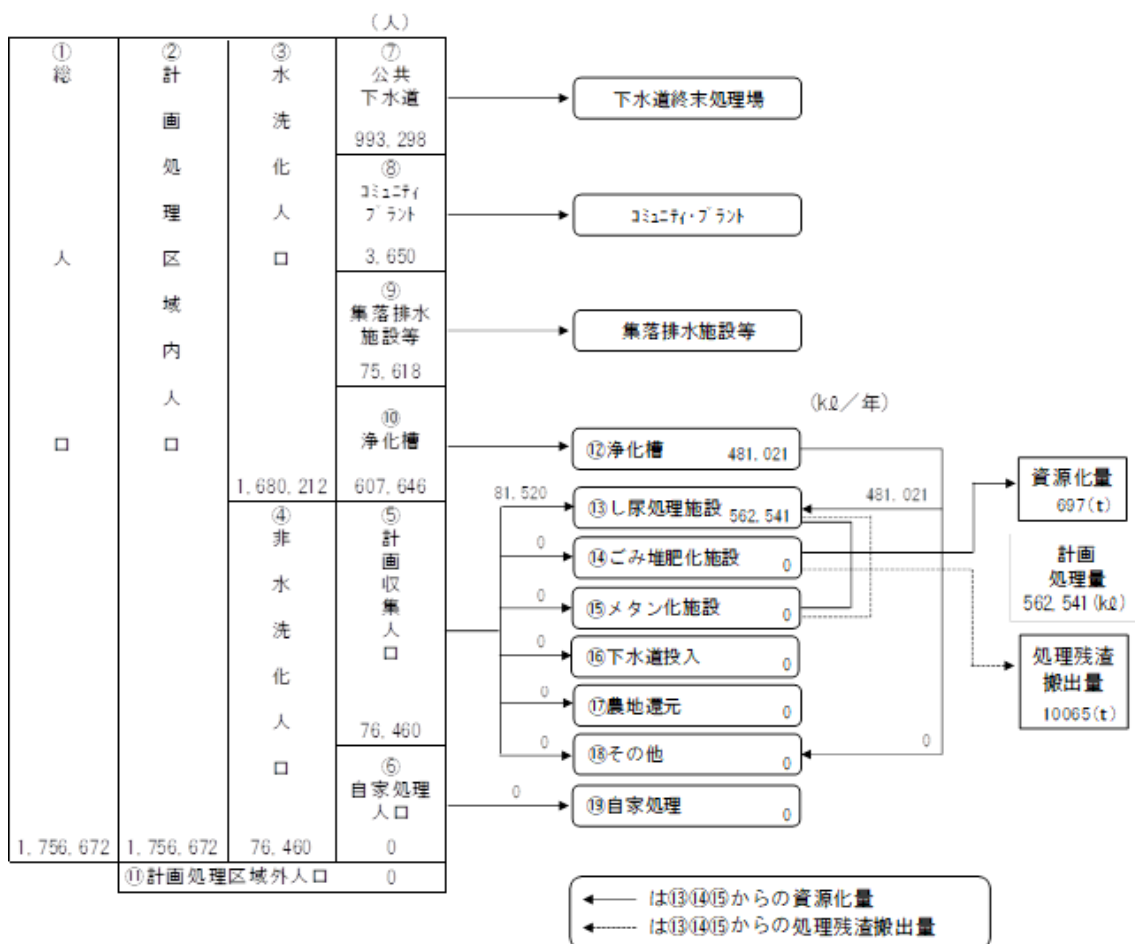 （人）
①
総人口
1,756,672
②
計画処理区域内人口
1,756,672
③
水洗化人口
1,680,212
④
非水洗化人口
76,460
⑦
公共
下水道
993,298
⑧
ｺﾐｭﾆﾃｨ
ﾌﾟﾗﾝﾄ
3,650
⑨
集落排水
施設等
75,618
⑩
浄化槽
607,646
⑤
計画収集人口
76,460
⑥
自家処理
人口
0
⑪計画処理区域外人口 0
下水道終末処理場
ｺﾐｭﾆﾃｨ・ﾌﾟﾗﾝﾄ
集落排水施設等
(kℓ／年)
⑫浄化槽 481,021
81,520
⑬し尿処理施設 562,541
481,021
0
⑭ごみ堆肥化施設 0
0
⑮メタン化施設 0
0
⑯下水道投入 0
0
⑰農地還元 0
0
⑱その他 0
0
0
⑲自家処理 0
資源化量
697(t)
計画
処理量
562,541(kℓ)
処理残渣
搬出量
10065(t)
は⑬⑭⑮からの資源化量
は⑬⑭⑮からの処理残渣搬出量